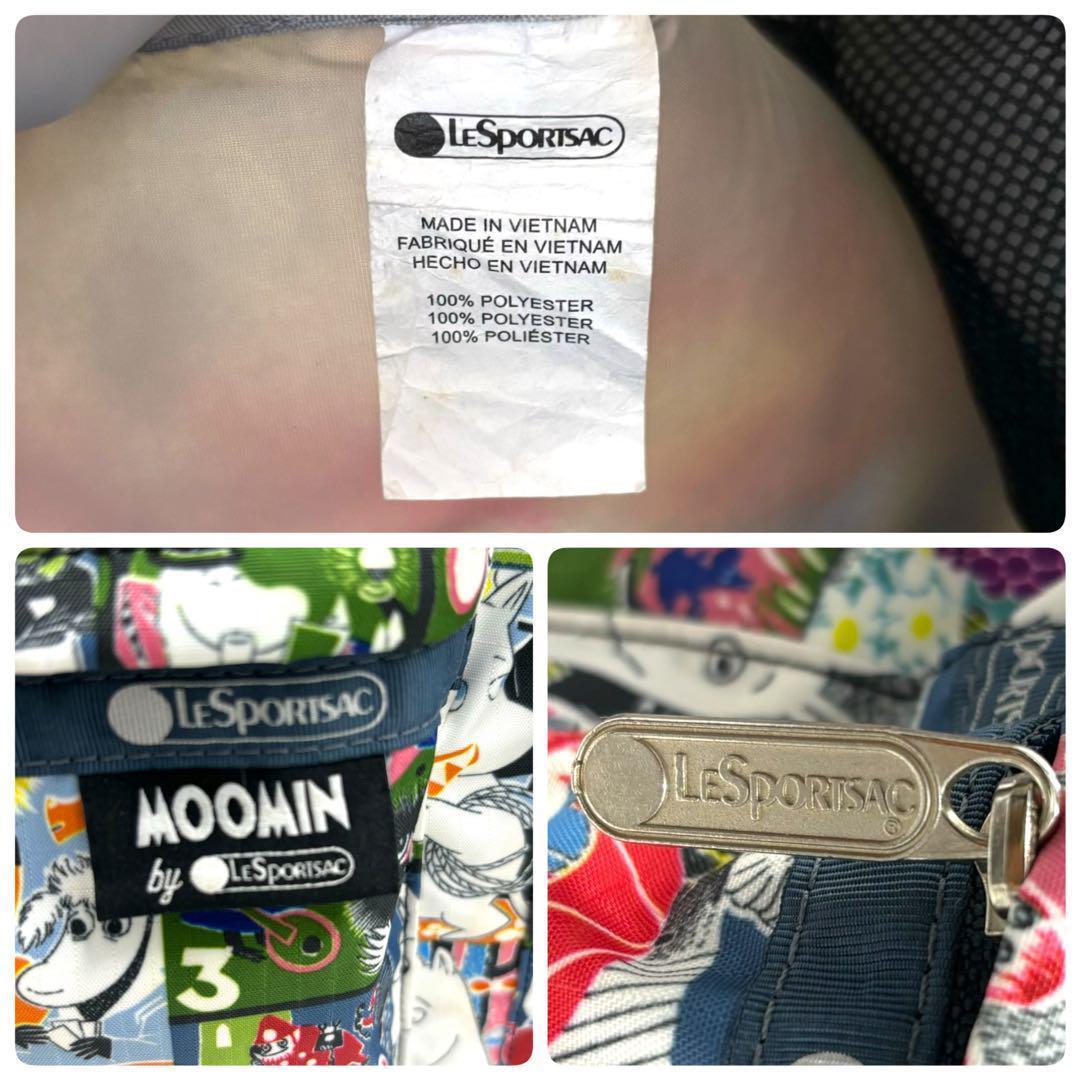 LeSportsac
MADE IN VIETNAM
FABRIQUÉ EN VIETNAM
HECHO EN VIETNAM
100% POLYESTER
100% POLYESTER
100% POLIÉSTER
LeSportsac
MOOMIN
by LeSportsac
3
LeSportsac®